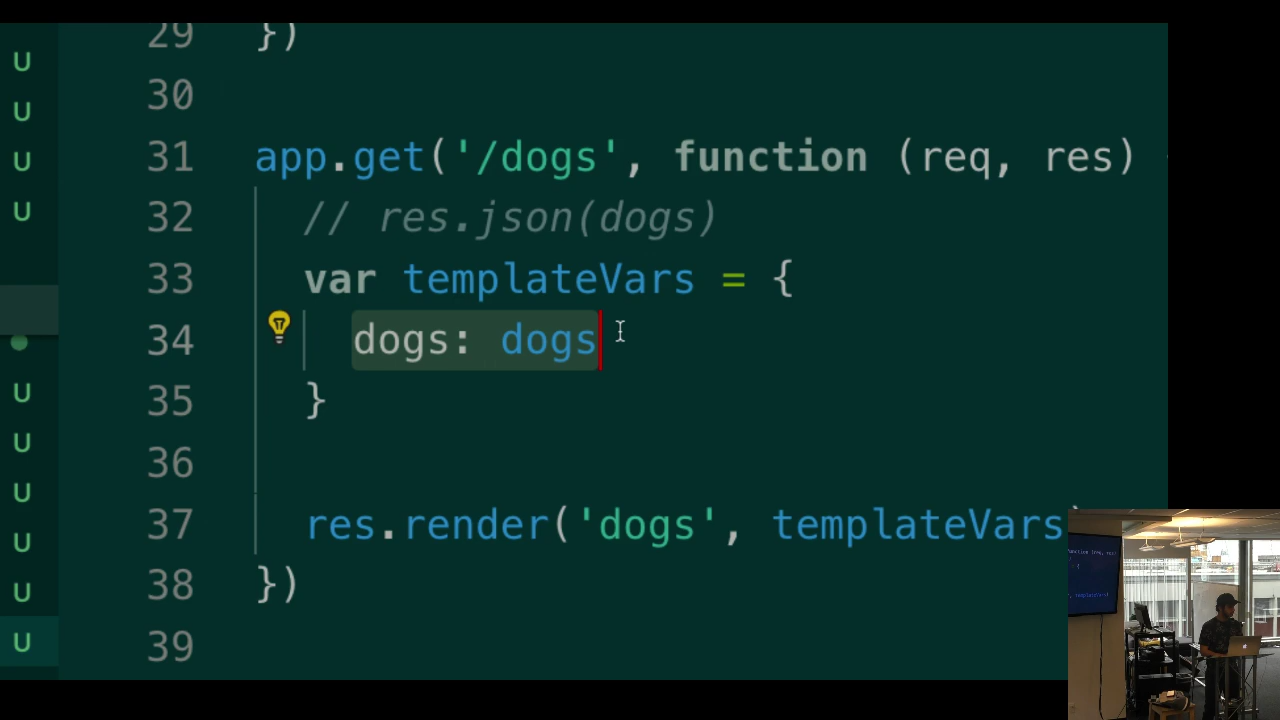 29 })
30
31 app.get('/dogs', function (req, res)
32 // res.json(dogs)
33 var templateVars = {
34 dogs: dogs
35 }
36
37 res.render('dogs', templateVars)
38 })
39
U
U
U
U
U
U
U
U
U
U